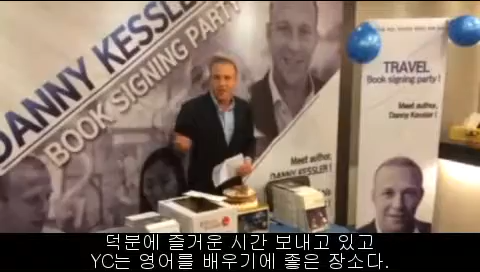 DANNY KESSLER
BOOK SIGNING PARTY
Meet author,
DANNY KESSLER !
TRAVEL
Book signing party !
Meet author,
Danny Kessler !
덕분에 즐거운 시간 보내고 있고
YC는 영어를 배우기에 좋은 장소다.